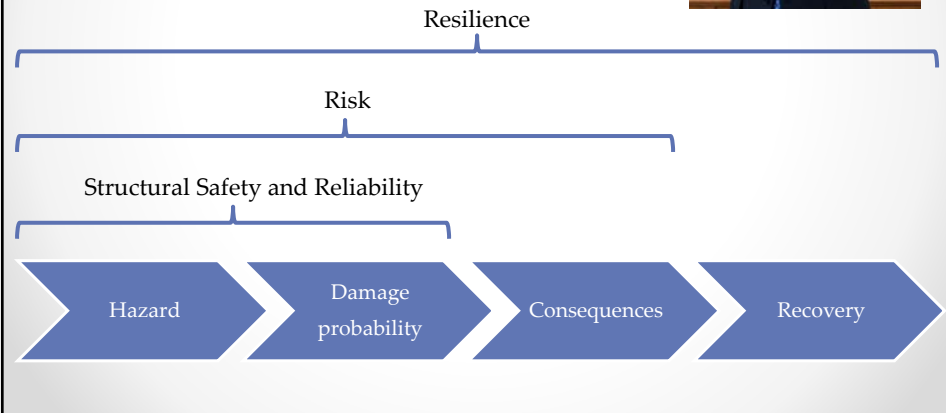 Resilience
Risk
Structural Safety and Reliability
Hazard
Damage
probability
Consequences
Recovery